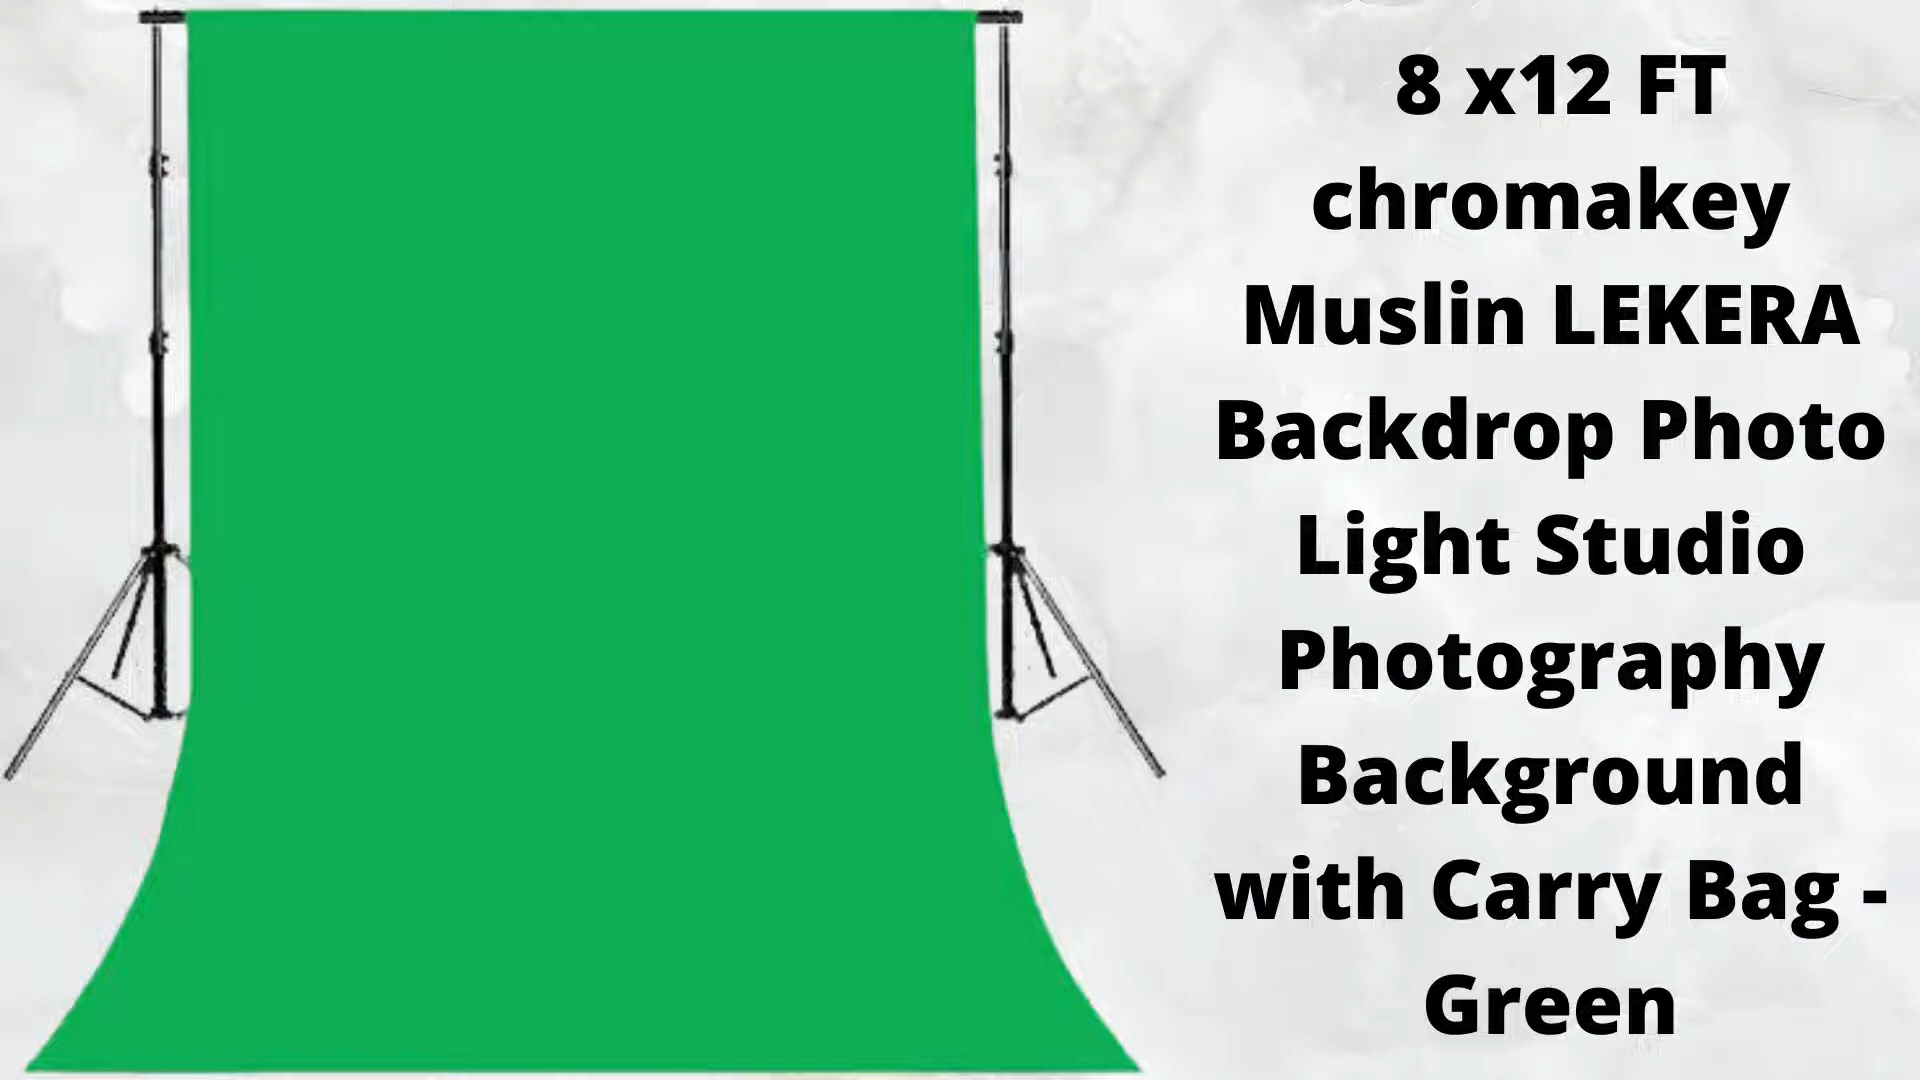 8 x12 FT
chromakey
Muslin LEKERA
Backdrop Photo
Light Studio
Photography
Background
with Carry Bag -
Green